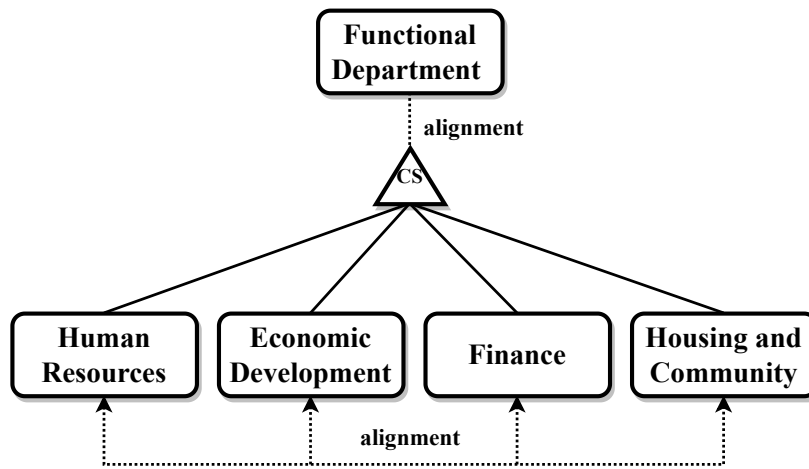 Functional
Department
alignment
CS
Human
Resources
Economic
Development
Finance
Housing and
Community
alignment